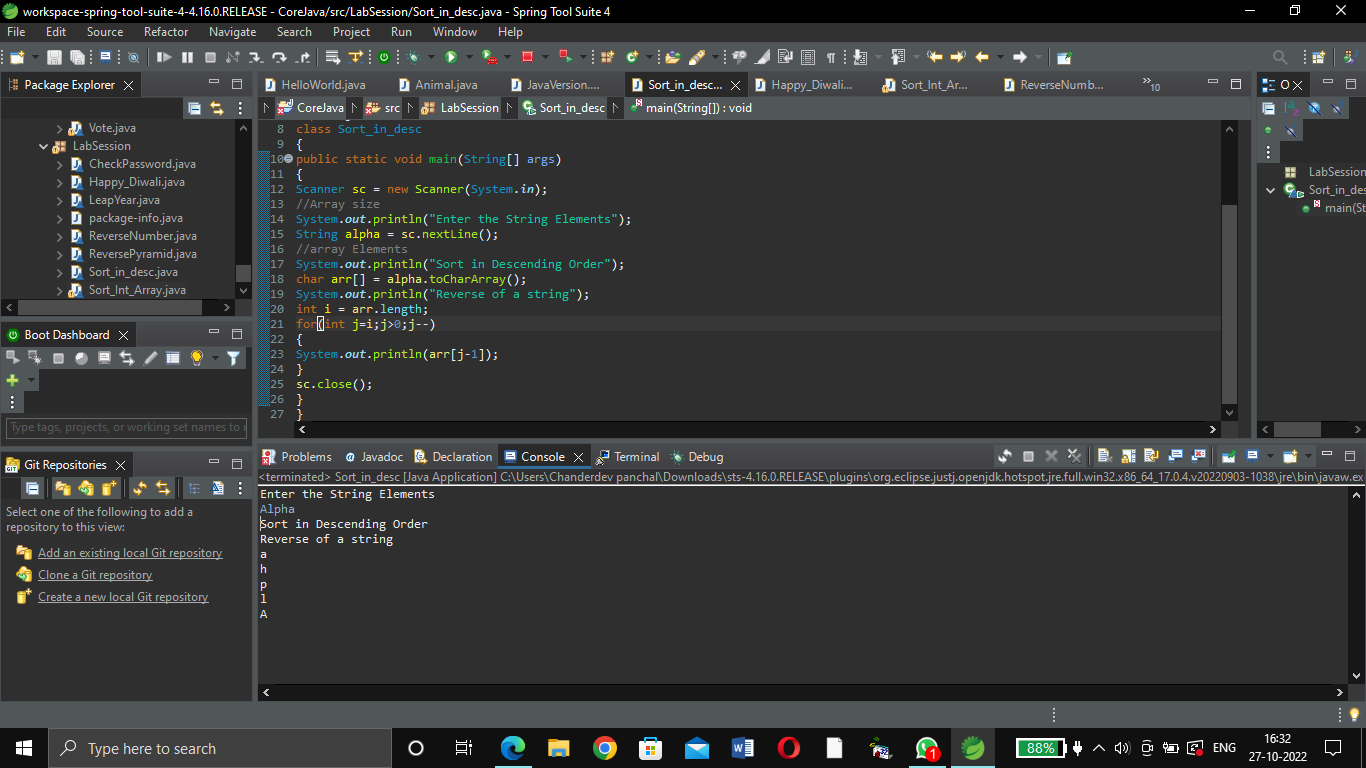 workspace-spring-tool-suite-4-4.16.0.RELEASE - CoreJava/src/LabSession/Sort_in_desc.java - Spring Tool Suite 4
File Edit Source Refactor Navigate Search Project Run Window Help
Package Explorer
Vote.java
LabSession
CheckPassword.java
Happy_Diwali.java
LeapYear.java
package-info.java
ReverseNumber.java
ReversePyramid.java
Sort_in_desc.java
Sort_Int_Array.java
Boot Dashboard
Type tags, projects, or working set names to
Git Repositories
Select one of the following to add a
repository to this view:
Add an existing local Git repository
Clone a Git repository
Create a new local Git repository
HelloWorld.java Animal.java JavaVersion.... Sort_in_desc... Happy_Diwali... Sort_Int_Ar... ReverseNumb... »10
CoreJava src LabSession Sort_in_desc main(String[]) : void
8 class Sort_in_desc
9 {
10 public static void main(String[] args)
11 {
12 Scanner sc = new Scanner(System.in);
13 //Array size
14 System.out.println("Enter the String Elements");
15 String alpha = sc.nextLine();
16 //array Elements
17 System.out.println("Sort in Descending Order");
18 char arr[] = alpha.toCharArray();
19 System.out.println("Reverse of a string");
20 int i = arr.length;
21 for(int j=i;j>0;j--)
22 {
23 System.out.println(arr[j-1]);
24 }
25 sc.close();
26 }
27 }
O
LabSession
Sort_in_des
main(St
Problems Javadoc Declaration Console Terminal Debug
<terminated> Sort_in_desc [Java Application] C:\Users\Chanderdev panchal\Downloads\sts-4.16.0.RELEASE\plugins\org.eclipse.justj.openjdk.hotspot.jre.full.win32.x86_64_17.0.4.v20220903-1038\jre\bin\javaw.ex
Enter the String Elements
Alpha
Sort in Descending Order
Reverse of a string
a
h
p
l
A
Type here to search
1
88%
ENG
16:32
27-10-2022